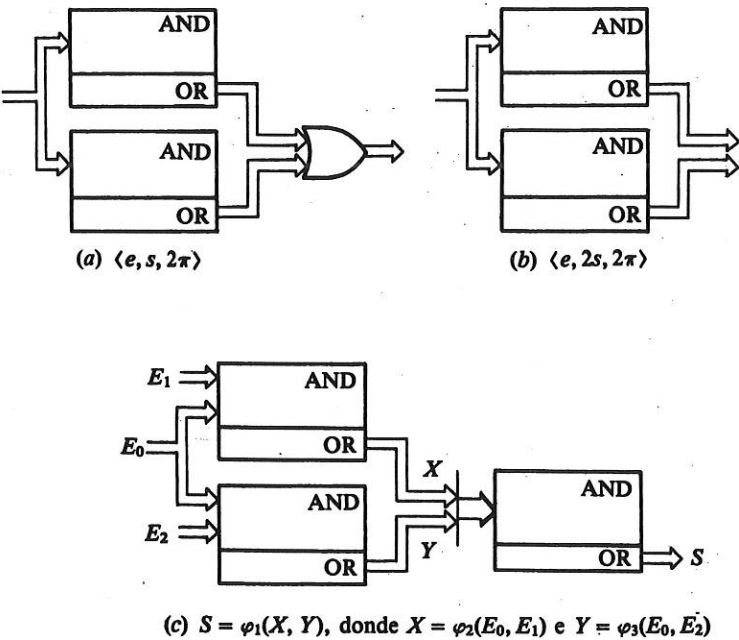 AND
OR
AND
OR
(a) ⟨e, s, 2π⟩
AND
OR
AND
OR
(b) ⟨e, 2s, 2π⟩
E₁
E₀
E₂
AND
OR
AND
OR
X
Y
AND
OR
S
(c) S = φ₁(X, Y), donde X = φ₂(E₀, E₁) e Y = φ₃(E₀, E₂)